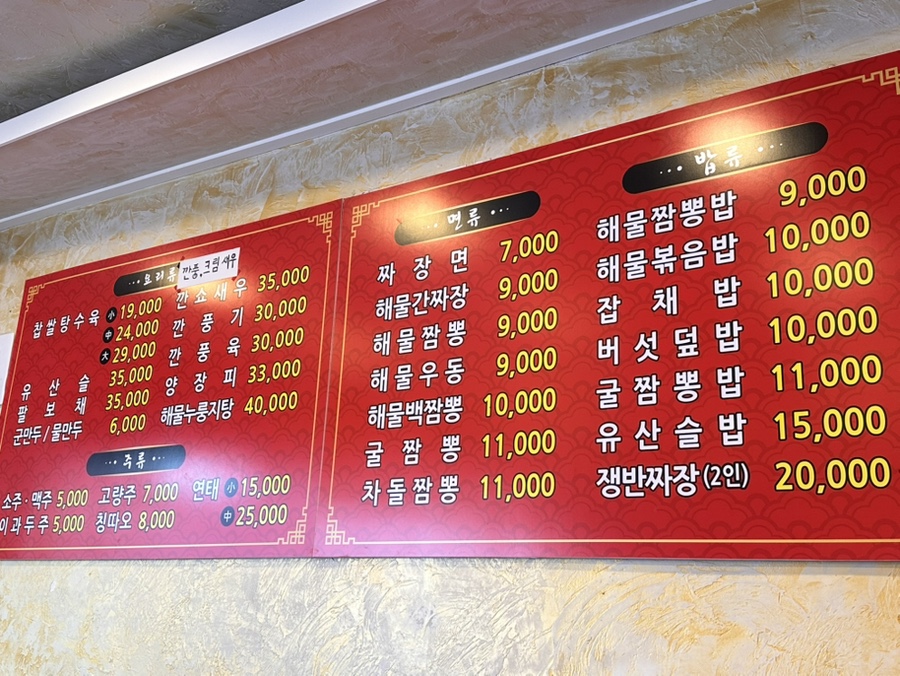 요리류
깐풍, 크림새우
찹쌀탕수육 小 19,000
中 24,000
大 29,000
유산슬 35,000
팔보채 35,000
군만두 / 물만두 6,000
깐쇼새우 35,000
깐풍기 30,000
깐풍육 30,000
양장피 33,000
해물누룽지탕 40,000
주류
소주·맥주 5,000 고량주 7,000 연태 小 15,000
이과두주 5,000 칭따오 8,000 中 25,000
면류
짜장면 7,000
해물간짜장 9,000
해물짬뽕 9,000
해물우동 9,000
해물백짬뽕 10,000
굴짬뽕 11,000
차돌짬뽕 11,000
밥류
해물짬뽕밥 9,000
해물볶음밥 10,000
잡채밥 10,000
버섯덮밥 10,000
굴짬뽕밥 11,000
유산슬밥 15,000
쟁반짜장 (2인) 20,000